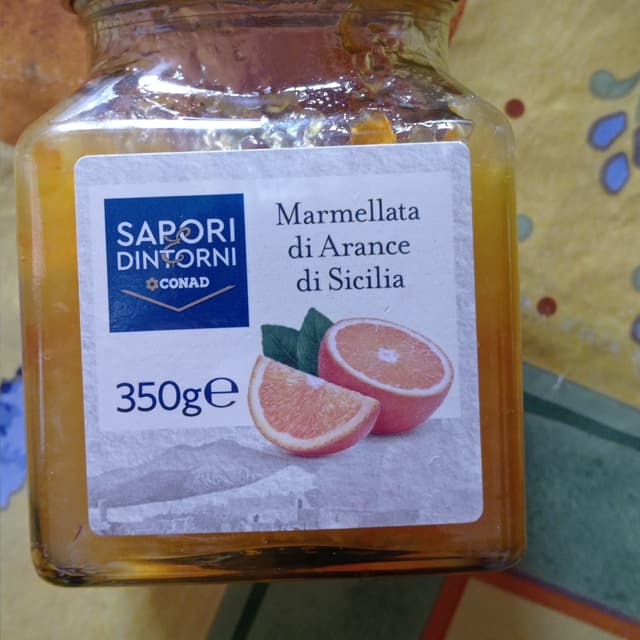 SAPORI
&
DINTORNI
CONAD
Marmellata
di Arance
di Sicilia
350g℮